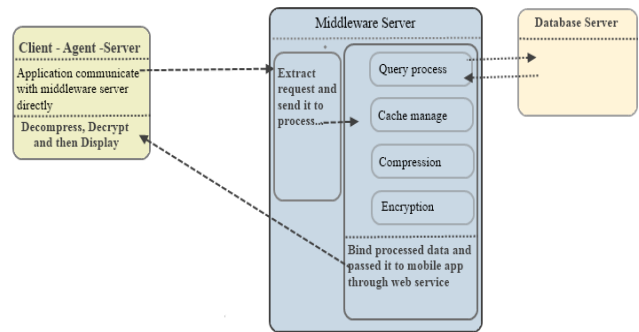 Client - Agent -Server
Application communicate
with middleware server
directly
Decompress, Decrypt
and then Display
Middleware Server
Extract
request and
send it to
process...
Query process
Cache manage
Compression
Encryption
Bind processed data and
passed it to mobile app
through web service
Database Server